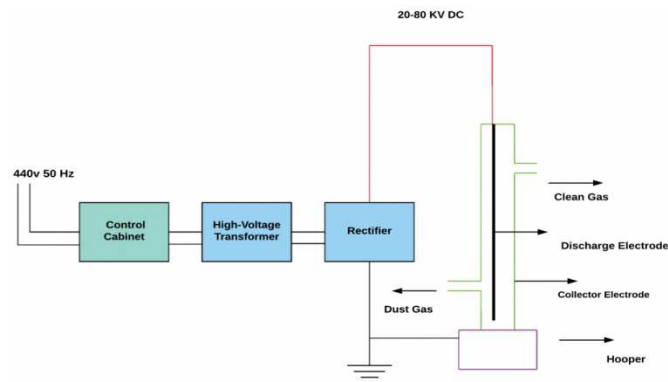 20-80 KV DC
440v 50 Hz
Control
Cabinet
High-Voltage
Transformer
Rectifier
Clean Gas
Discharge Electrode
Collector Electrode
Dust Gas
Hooper